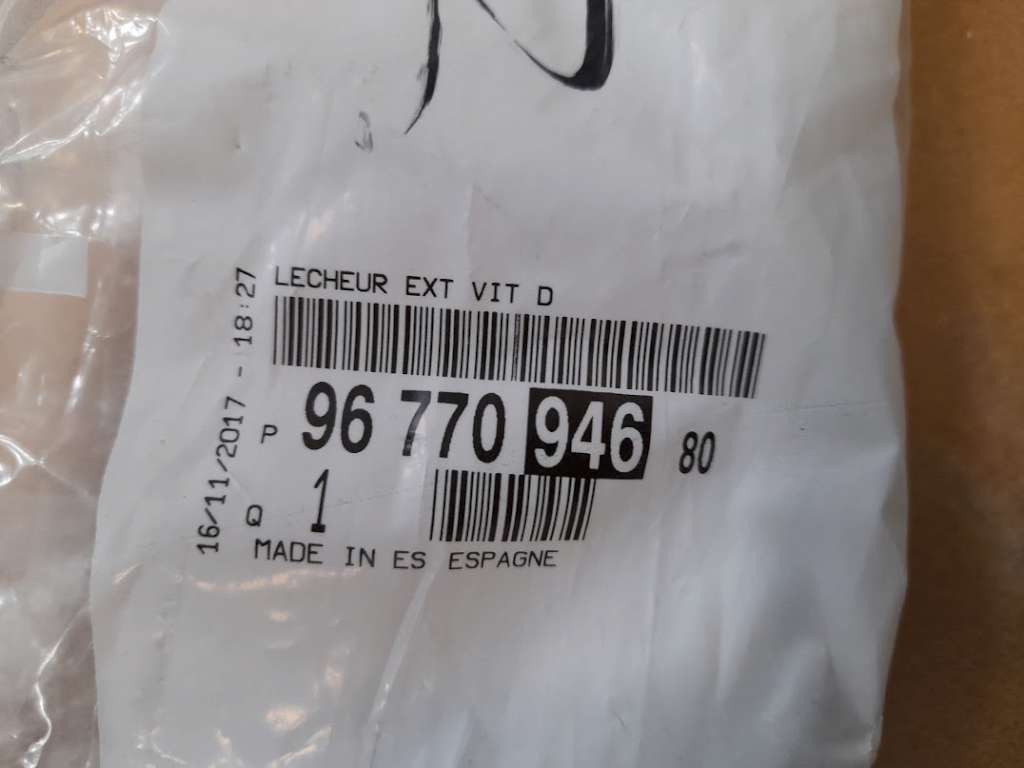 LECHEUR EXT VIT D
16/11/2017 - 18:27
P 96 770 946 80
Q 1
MADE IN ES ESPAGNE